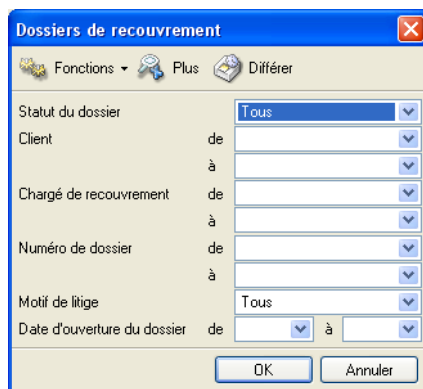 Dossiers de recouvrement
Fonctions Plus Différer
Statut du dossier Tous
Client de
à
Chargé de recouvrement de
à
Numéro de dossier de
à
Motif de litige Tous
Date d'ouverture du dossier de à
OK Annuler